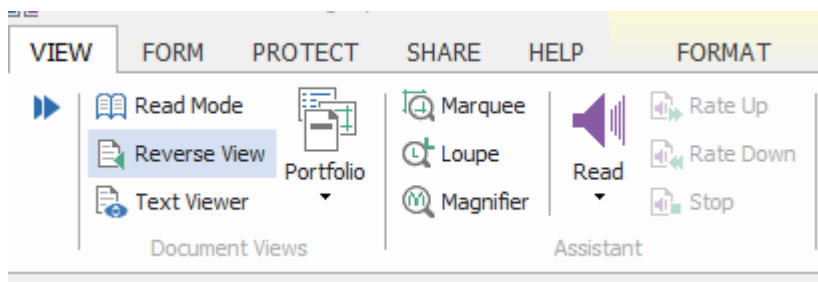 VIEW FORM PROTECT SHARE HELP FORMAT
Read Mode
Reverse View
Text Viewer
Portfolio
Document Views
Marquee
Loupe
Magnifier
Read
Rate Up
Rate Down
Stop
Assistant